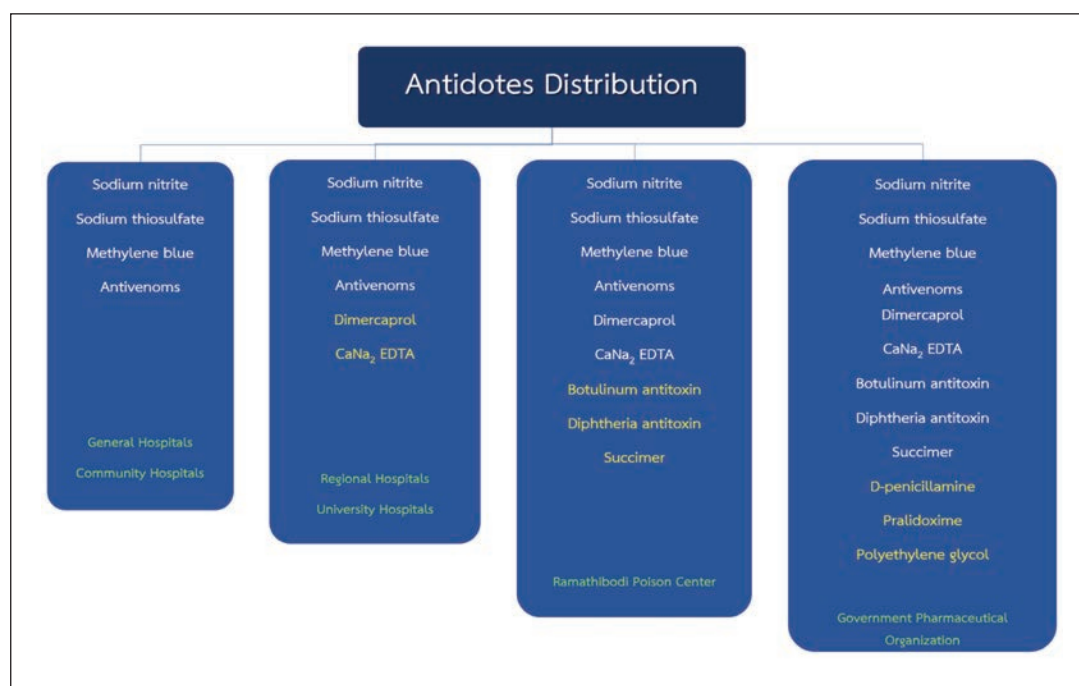 Antidotes Distribution
Sodium nitrite
Sodium thiosulfate
Methylene blue
Antivenoms
General Hospitals
Community Hospitals
Sodium nitrite
Sodium thiosulfate
Methylene blue
Antivenoms
Dimercaprol
CaNa₂ EDTA
Regional Hospitals
University Hospitals
Sodium nitrite
Sodium thiosulfate
Methylene blue
Antivenoms
Dimercaprol
CaNa₂ EDTA
Botulinum antitoxin
Diphtheria antitoxin
Succimer
Ramathibodi Poison Center
Sodium nitrite
Sodium thiosulfate
Methylene blue
Antivenoms
Dimercaprol
CaNa₂ EDTA
Botulinum antitoxin
Diphtheria antitoxin
Succimer
D-penicillamine
Pralidoxime
Polyethylene glycol
Government Pharmaceutical
Organization